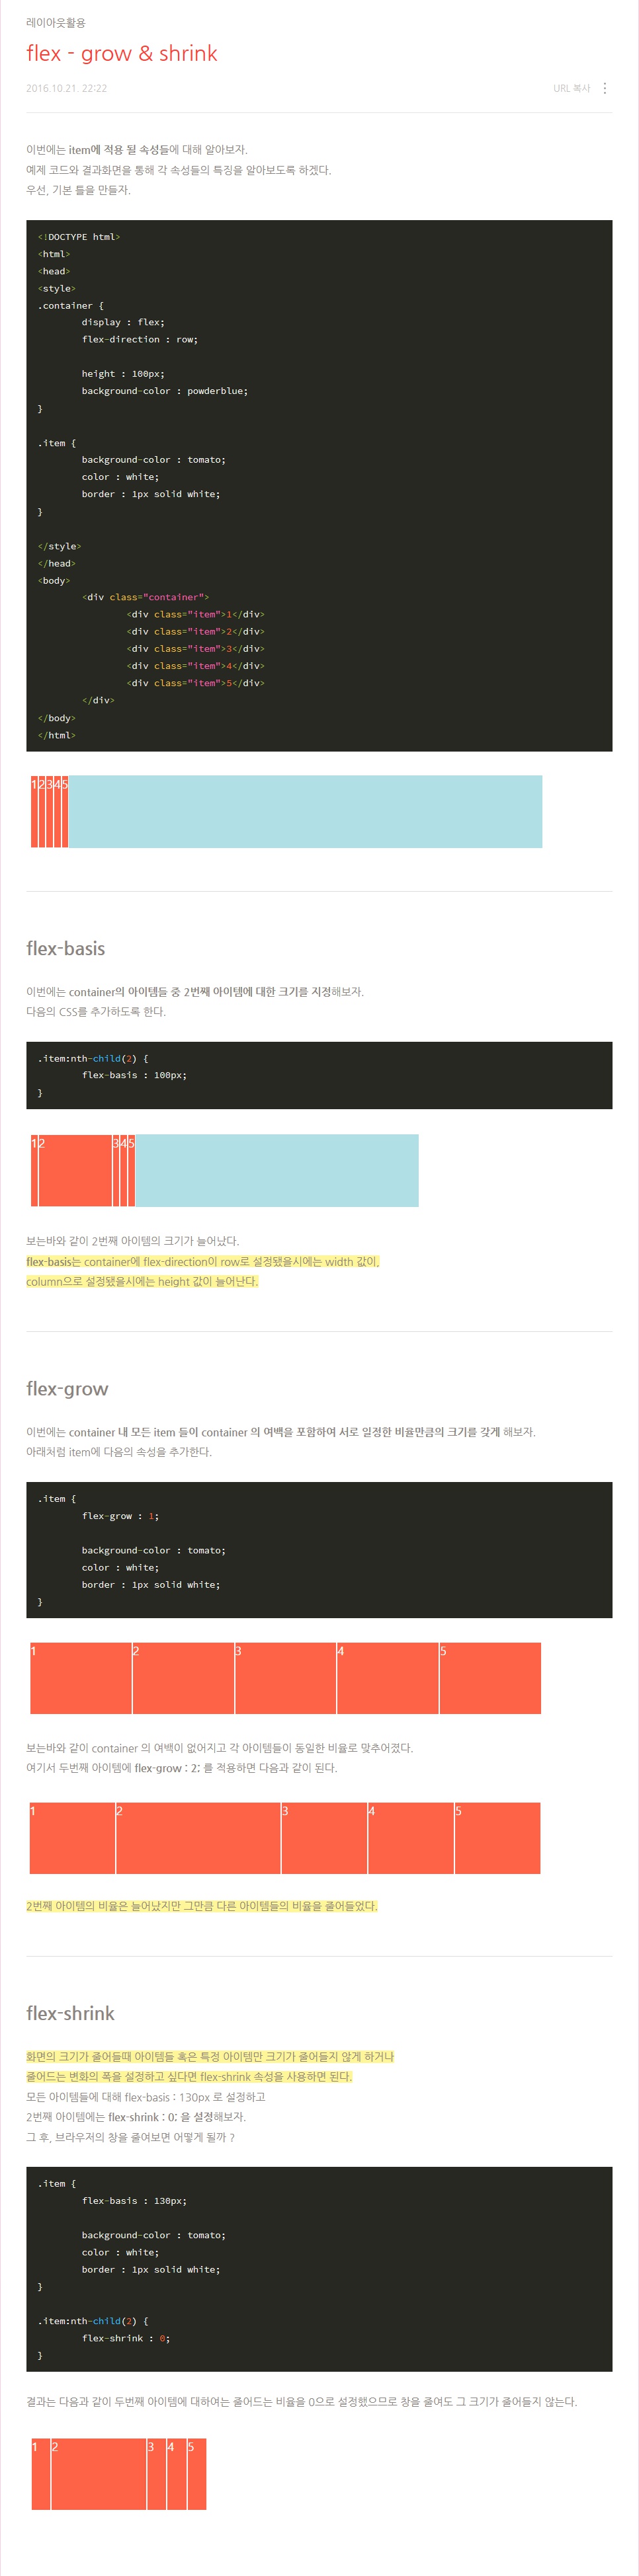 레이아웃활용
flex - grow & shrink
2016.10.21. 22:22
URL 복사
이번에는 item에 적용 될 속성들에 대해 알아보자.
예제 코드와 결과화면을 통해 각 속성들의 특징을 알아보도록 하겠다.
우선, 기본 틀을 만들자.
<!DOCTYPE html>
<html>
<head>
<style>
.container {
display : flex;
flex-direction : row;
height : 100px;
background-color : powderblue;
}
.item {
background-color : tomato;
color : white;
border : 1px solid white;
}
</style>
</head>
<body>
<div class="container">
<div class="item">1</div>
<div class="item">2</div>
<div class="item">3</div>
<div class="item">4</div>
<div class="item">5</div>
</div>
</body>
</html>
1 2 3 4 5
flex-basis
이번에는 container의 아이템들 중 2번째 아이템에 대한 크기를 지정해보자.
다음의 CSS를 추가하도록 한다.
.item:nth-child(2) {
flex-basis : 100px;
}
1 2 3 4 5
보는바와 같이 2번째 아이템의 크기가 늘어났다.
flex-basis는 container에 flex-direction이 row로 설정됐을시에는 width 값이,
column으로 설정됐을시에는 height 값이 늘어난다.
flex-grow
이번에는 container 내 모든 item 들이 container 의 여백을 포함하여 서로 일정한 비율만큼의 크기를 갖게 해보자.
아래처럼 item에 다음의 속성을 추가한다.
.item {
flex-grow : 1;
background-color : tomato;
color : white;
border : 1px solid white;
}
1 2 3 4 5
보는바와 같이 container 의 여백이 없어지고 각 아이템들이 동일한 비율로 맞추어졌다.
여기서 두번째 아이템에 flex-grow : 2; 를 적용하면 다음과 같이 된다.
1 2 3 4 5
2번째 아이템의 비율은 늘어났지만 그만큼 다른 아이템들의 비율을 줄어들었다.
flex-shrink
화면의 크기가 줄어들때 아이템들 혹은 특정 아이템만 크기가 줄어들지 않게 하거나
줄어드는 변화의 폭을 설정하고 싶다면 flex-shrink 속성을 사용하면 된다.
모든 아이템들에 대해 flex-basis : 130px 로 설정하고
2번째 아이템에는 flex-shrink : 0; 을 설정해보자.
그 후, 브라우저의 창을 줄여보면 어떻게 될까 ?
.item {
flex-basis : 130px;
background-color : tomato;
color : white;
border : 1px solid white;
}
.item:nth-child(2) {
flex-shrink : 0;
}
결과는 다음과 같이 두번째 아이템에 대하여는 줄어드는 비율을 0으로 설정했으므로 창을 줄여도 그 크기가 줄어들지 않는다.
1 2 3 4 5